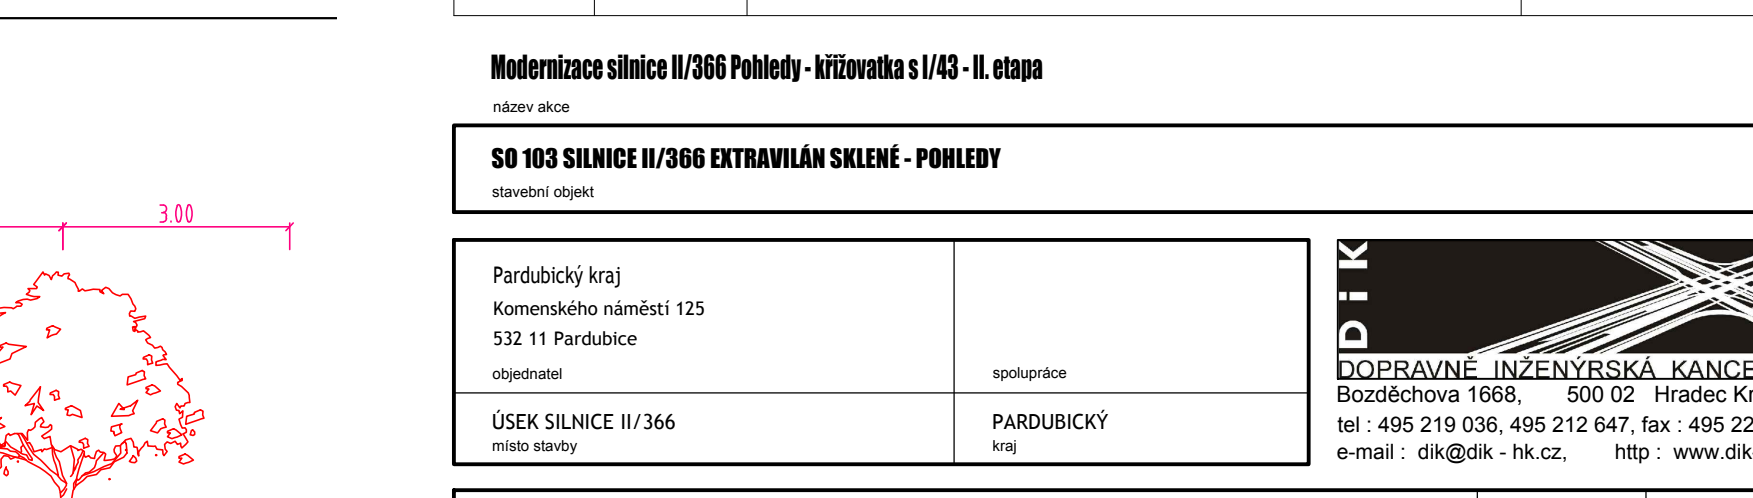 Modernizace silnice II/366 Pohledy - křižovatka s I/43 - II. etapa
název akce
SO 103 SILNICE II/366 EXTRAVILÁN SKLENÉ - POHLEDY
stavební objekt
3.00
Pardubický kraj
Komenského náměstí 125
532 11 Pardubice
objednatel
spolupráce
ÚSEK SILNICE II/366
místo stavby
PARDUBICKÝ
kraj
DiK
DOPRAVNĚ INŽENÝRSKÁ KANCE
Bozděchova 1668, 500 02 Hradec Kr
tel : 495 219 036, 495 212 647, fax : 495 22
e-mail : dik@dik - hk.cz, http : www.dik-